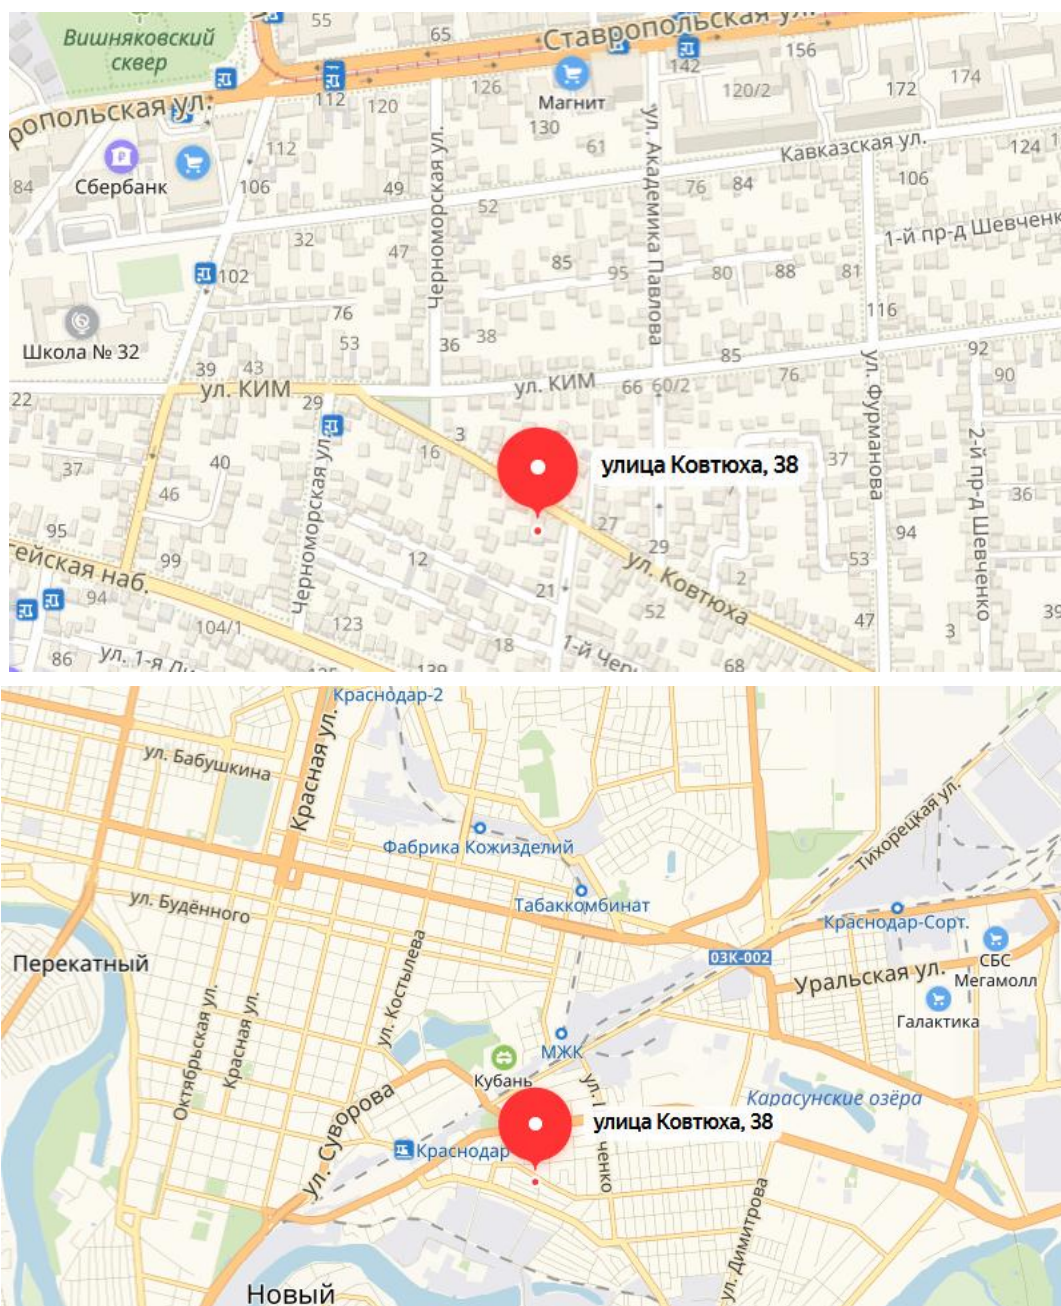 55
65
Ставропольская ул.
Вишняковский
сквер
142
156
126
Магнит
120/2
172
174
112
120
130
ропольская ул.
112
61
Кавказская ул.
124
Сбербанк
84
106
49
52
Черноморская ул.
ул. Академика Павлова
76
84
106
1-й пр-д Шевченк
32
47
85
95
80
88
81
102
76
116
Школа № 32
53
36
38
85
92
39
43
ул. КИМ
ул. КИМ
66
60/2
76
90
22
29
ул. Фурманова
3
16
37
40
улица Ковтюха, 38
37
2-й пр-д Шевченко
46
36
Черноморская ул.
95
27
94
99
12
29
53
гейская наб.
ул. Ковтюха
2
94
21
52
104/1
123
47
3
39
86
18
1-й Чер
68
ул. 1-я Ли
139
Краснодар-2
ул. Бабушкина
Красная ул.
Тихорецкая ул.
Фабрика Кожизделий
ул. Будённого
Табаккомбинат
Краснодар-Сорт.
Перекатный
ул. Костылева
03К-002
СБС
Мегамолл
Уральская ул.
Октябрьская ул.
Красная ул.
Галактика
МЖК
Кубань
Карасунские озёра
ул. Суворова
улица Ковтюха, 38
Краснодар
ченко
ул. Димитрова
Новый